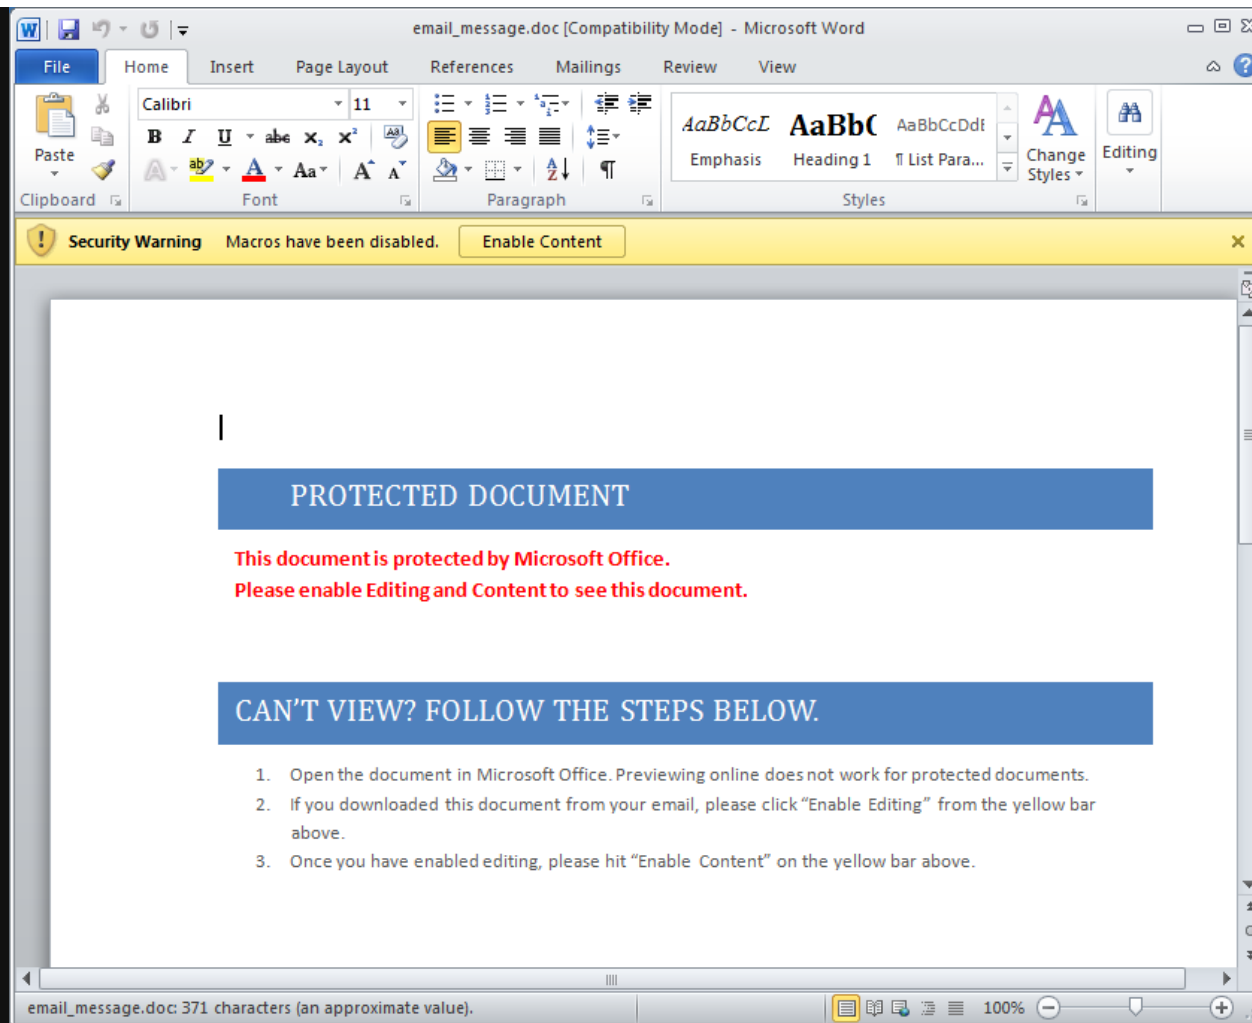 email_message.doc [Compatibility Mode] - Microsoft Word
File Home Insert Page Layout References Mailings Review View
Calibri 11
AaBbCcL AaBb( AaBbCcDdE
Emphasis Heading 1 ¶ List Para...
Change Styles
Editing
Paste
B I U abc x₂ x² Aa A A
Clipboard Font Paragraph Styles
Security Warning Macros have been disabled. Enable Content
PROTECTED DOCUMENT
This document is protected by Microsoft Office.
Please enable Editing and Content to see this document.
CAN'T VIEW? FOLLOW THE STEPS BELOW.
1. Open the document in Microsoft Office. Previewing online does not work for protected documents.
2. If you downloaded this document from your email, please click “Enable Editing” from the yellow bar
above.
3. Once you have enabled editing, please hit “Enable Content” on the yellow bar above.
email_message.doc: 371 characters (an approximate value). 100%